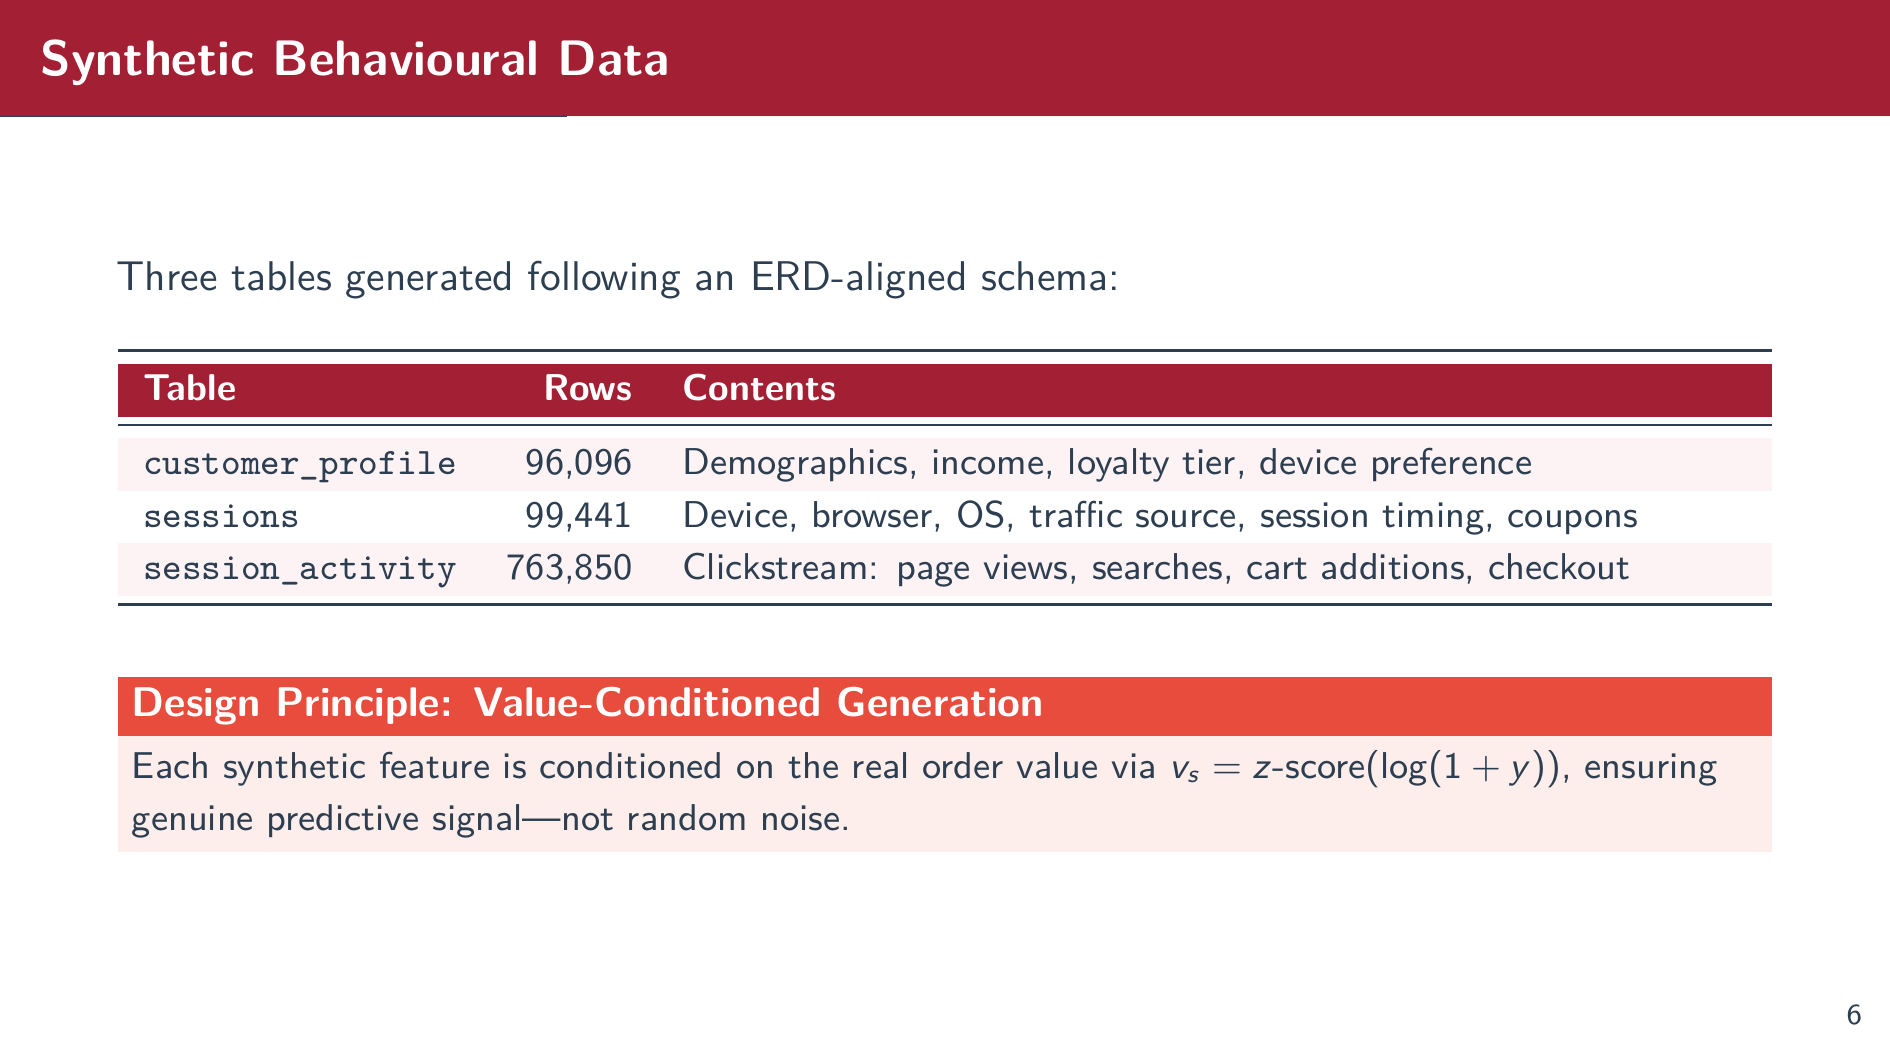 Synthetic Behavioural Data
Three tables generated following an ERD-aligned schema:
Table Rows Contents
customer_profile 96,096 Demographics, income, loyalty tier, device preference
sessions 99,441 Device, browser, OS, traffic source, session timing, coupons
session_activity 763,850 Clickstream: page views, searches, cart additions, checkout
Design Principle: Value-Conditioned Generation
Each synthetic feature is conditioned on the real order value via vₛ = z-score(log(1 + y)), ensuring
genuine predictive signal—not random noise.
6